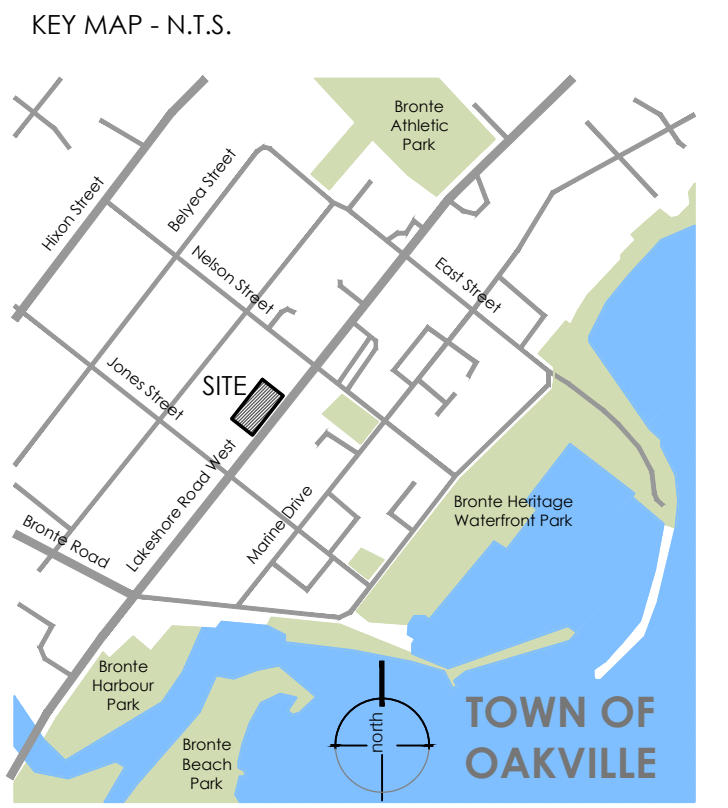 KEY MAP - N.T.S.
Bronte
Athletic
Park
Belyea Street
Hixon Street
Nelson Street
East Street
Jones Street
SITE
Lakeshore Road West
Bronte Heritage
Waterfront Park
Marine Drive
Bronte Road
Bronte
Harbour
Park
north
TOWN OF
OAKVILLE
Bronte
Beach
Park